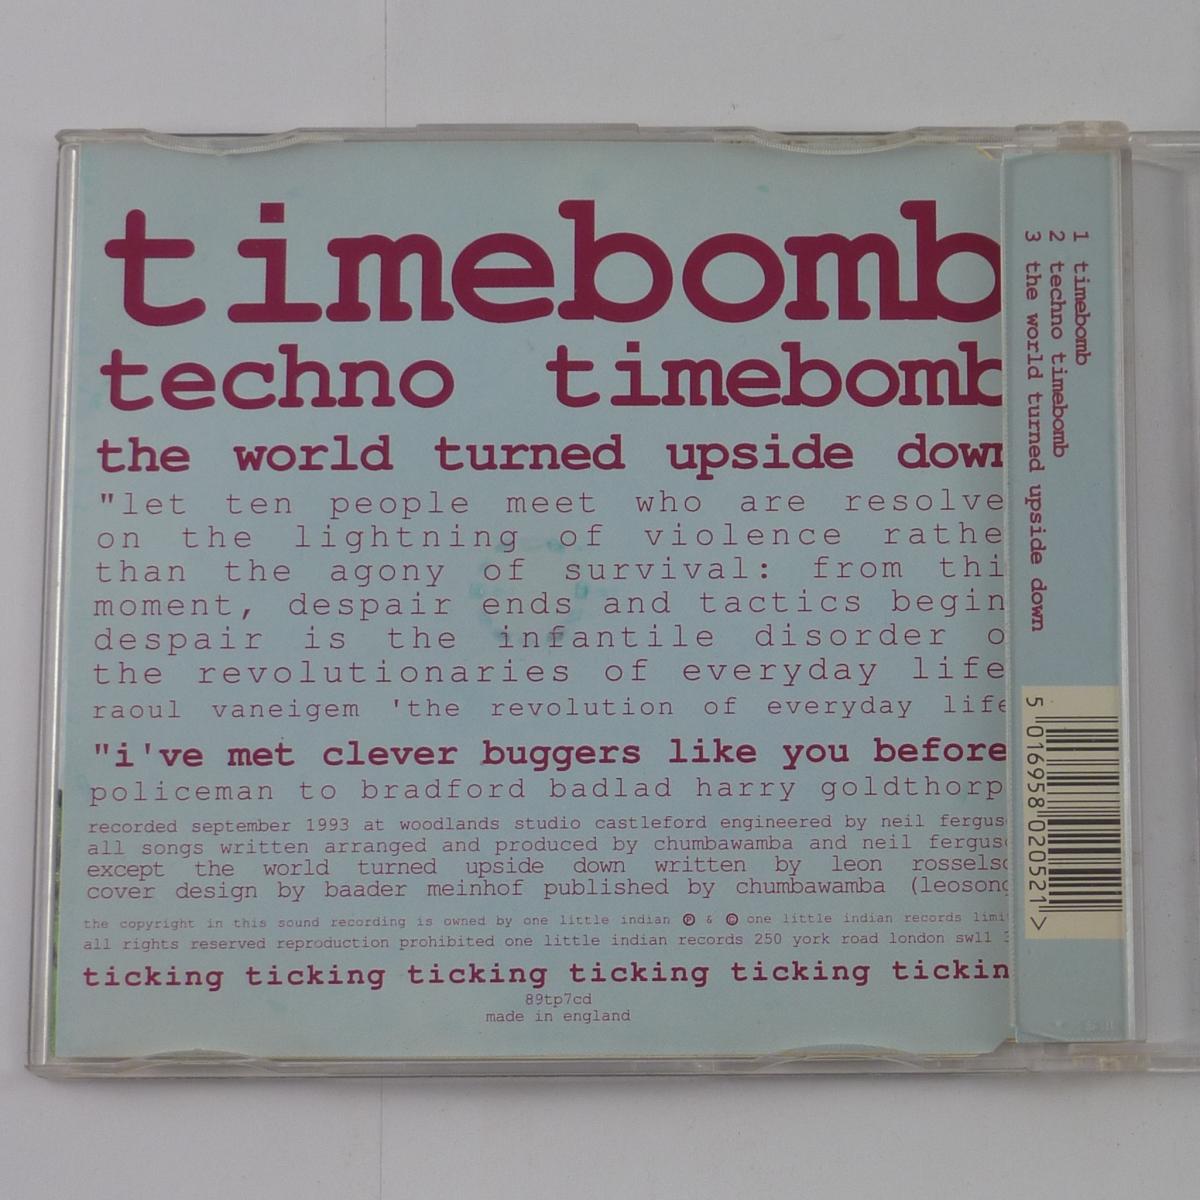 timebomb
techno timebomb
the world turned upside down
"let ten people meet who are resolve
on the lightning of violence rathe
than the agony of survival: from thi
moment, despair ends and tactics begin
despair is the infantile disorder o
the revolutionaries of everyday life
raoul vaneigem 'the revolution of everyday life
"i've met clever buggers like you before
policeman to bradford badlad harry goldthorp
recorded september 1993 at woodlands studio castleford engineered by neil fergus
all songs written arranged and produced by chumbawamba and neil fergus
except the world turned upside down written by leon rosselso
cover design by baader meinhof published by chumbawamba (leosong
the copyright in this sound recording is owned by one little indian ℗ & © one little indian records limi
all rights reserved reproduction prohibited one little indian records 250 york road london sw11 3
ticking ticking ticking ticking ticking tickin
89tp7cd
made in england
1 timebomb
2 techno timebomb
3 the world turned upside down
5 016958 020521 >